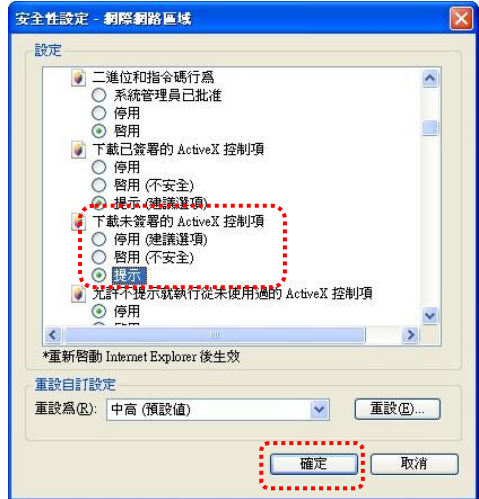 安全性設定 - 網際網路區域
設定
二進位和指令碼行為
系統管理員已批准
停用
啓用
下載已簽署的 ActiveX 控制項
停用
啓用 (不安全)
提示 (建議選項)
下載未簽署的 ActiveX 控制項
停用 (建議選項)
啓用 (不安全)
提示
允許不提示就執行從未使用過的 ActiveX 控制項
停用
*重新啓動 Internet Explorer 後生效
重設自訂設定
重設為(R): 中高 (預設值) 重設(E)...
確定 取消